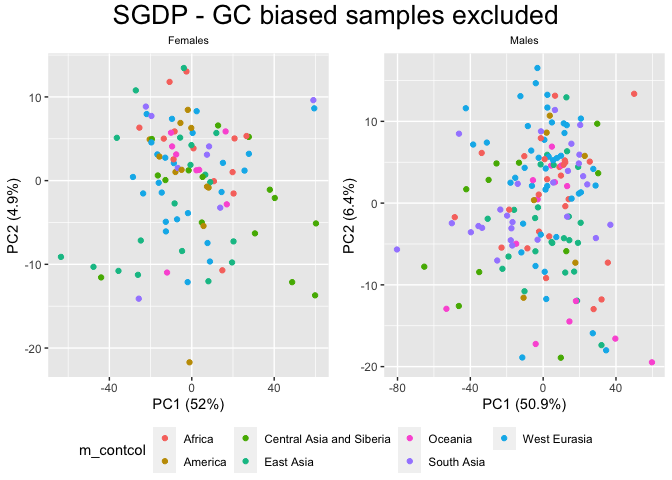 SGDP - GC biased samples excluded
Females
Males
PC2 (4.9%)
10
0
-10
-20
-40
0
40
PC1 (52%)
PC2 (6.4%)
10
0
-10
-20
-80
-40
0
40
PC1 (50.9%)
m_contcol
Africa
Central Asia and Siberia
Oceania
West Eurasia
America
East Asia
South Asia